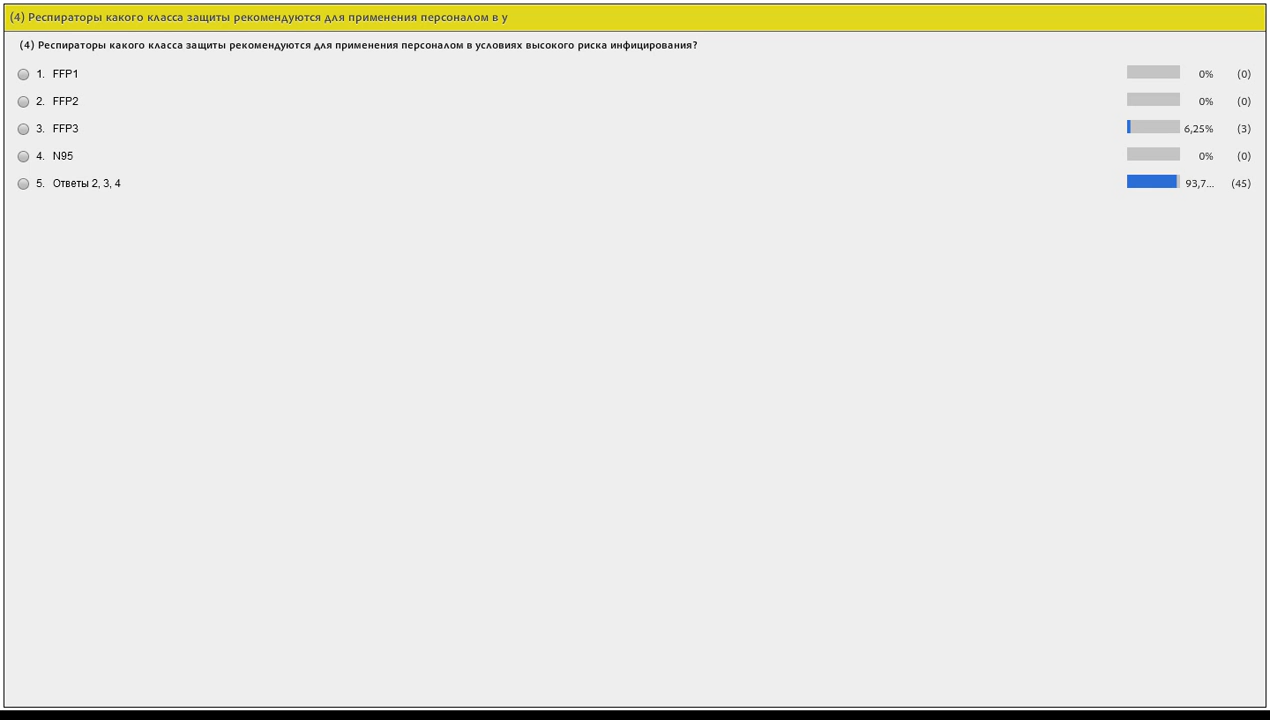 (4) Респираторы какого класса защиты рекомендуются для применения персоналом в у
(4) Респираторы какого класса защиты рекомендуются для применения персоналом в условиях высокого риска инфицирования?
1. FFP1 0% (0)
2. FFP2 0% (0)
3. FFP3 6,25% (3)
4. N95 0% (0)
5. Ответы 2, 3, 4 93,7... (45)